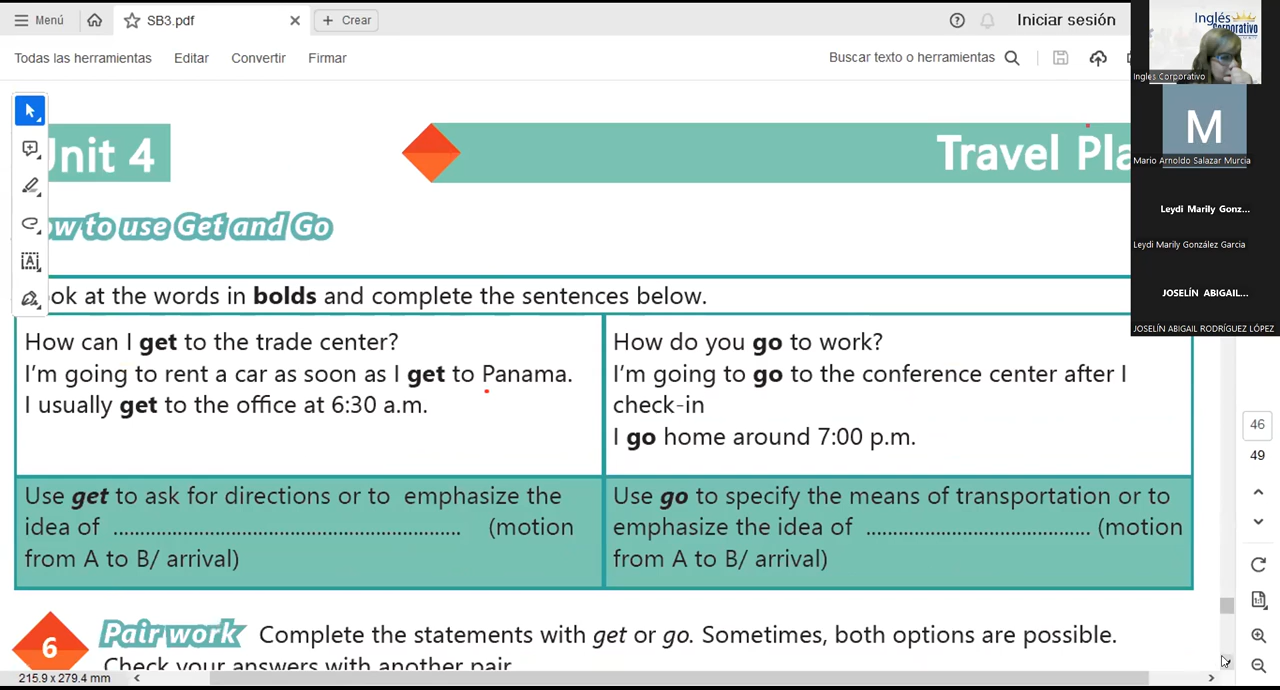 Menú
SB3.pdf
Crear
Iniciar sesión
Todas las herramientas
Editar
Convertir
Firmar
Buscar texto o herramientas
Inglés
Corporativo
Ingles Corporativo
M
Mario Arnoldo Salazar Murcia
Leydi Marily Gonz...
Leydi Marily González Garcia
JOSELÍN ABIGAIL...
JOSELÍN ABIGAIL RODRÍGUEZ LÓPEZ
Unit 4
Travel Pla
ow to use Get and Go
ook at the words in bolds and complete the sentences below.
How can I get to the trade center?
I'm going to rent a car as soon as I get to Panama.
I usually get to the office at 6:30 a.m.
How do you go to work?
I'm going to go to the conference center after I
check-in
I go home around 7:00 p.m.
Use get to ask for directions or to emphasize the
idea of ............................................................ (motion
from A to B/ arrival)
Use go to specify the means of transportation or to
emphasize the idea of ....................................... (motion
from A to B/ arrival)
6
Pair work Complete the statements with get or go. Sometimes, both options are possible.
Check your answers with another pair
46
49
215.9 x 279.4 mm